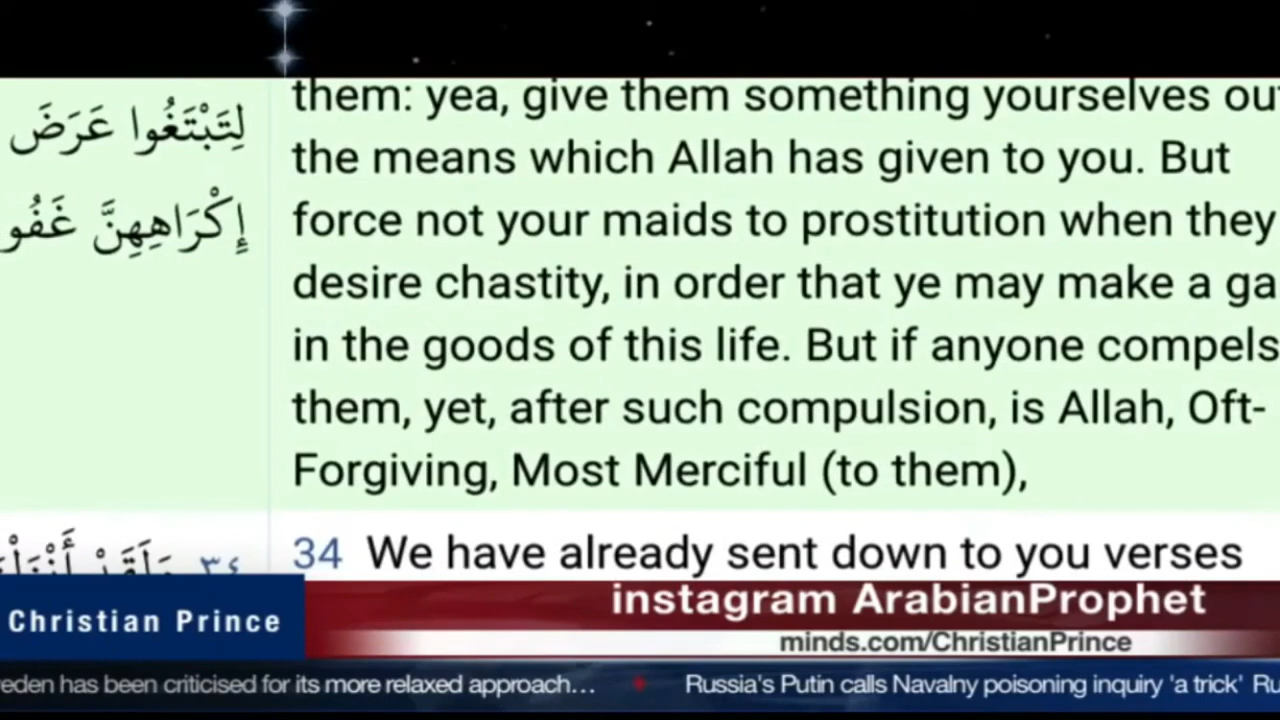 them: yea, give them something yourselves out
the means which Allah has given to you. But
force not your maids to prostitution when they
desire chastity, in order that ye may make a ga
in the goods of this life. But if anyone compels
them, yet, after such compulsion, is Allah, Oft-
Forgiving, Most Merciful (to them),
34 We have already sent down to you verses
لِتَبْتَغُوا عَرَضَ
إِكْرَاهِهِنَّ غَفُو
٣٤
instagram ArabianProphet
Christian Prince
minds.com/ChristianPrince
eden has been criticised for its more relaxed approach...
Russia's Putin calls Navalny poisoning inquiry 'a trick' Ru